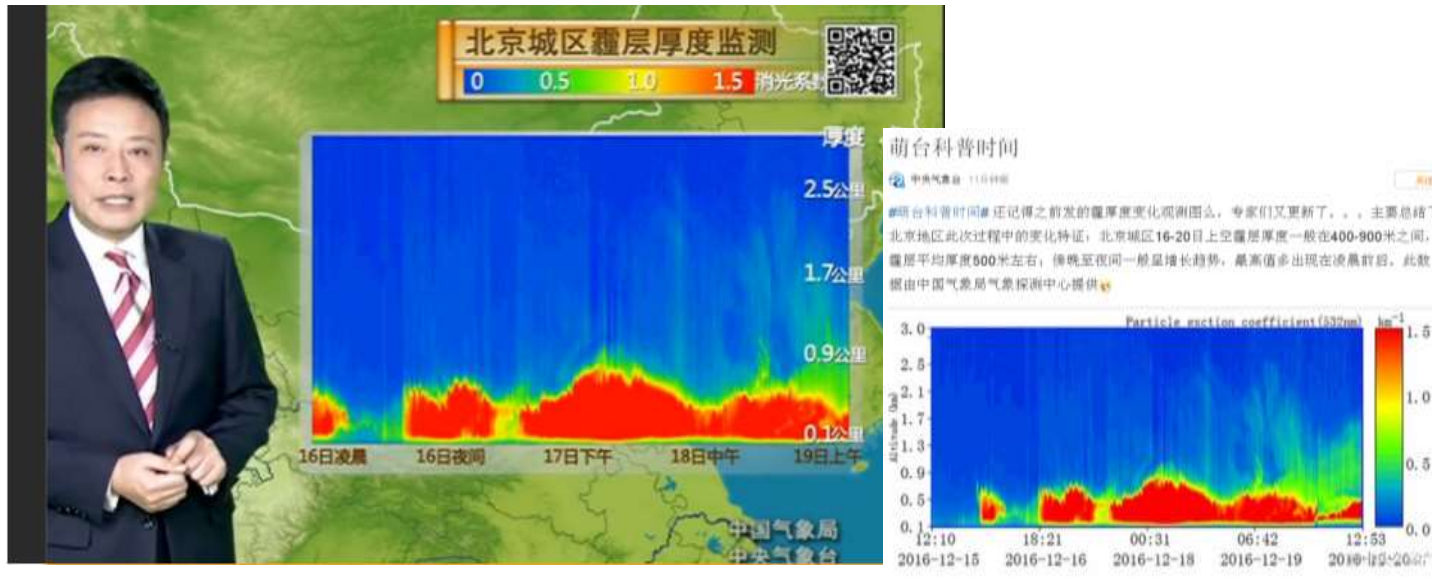 北京城区霾层厚度监测
0 0.5 1.0 1.5 消光系数
厚度
2.5公里
1.7公里
0.9公里
0.1公里
16日凌晨 16日夜间 17日下午 18日中午 19日上午
中国气象局
中央气象台
萌台科普时间
中央气象台 11分钟前
#萌台科普时间# 还记得之前发的霾厚度变化观测图么，专家们又更新了。。。主要总结了
北京地区此次过程中的变化特征：北京城区16-20日上空霾层厚度一般在400-900米之间，
霾层平均厚度500米左右；傍晚至夜间一般呈增长趋势，最高值多出现在凌晨前后。此数
据由中国气象局气象探测中心提供
Particle exction coefficient(532nm) km-1
3.0
2.5
2.1
1.7
1.3
0.9
0.5
0.1
Altitude (km)
1.5
1.0
0.5
0.0
12:10 18:21 00:31 06:42 12:53
2016-12-15 2016-12-16 2016-12-18 2016-12-19